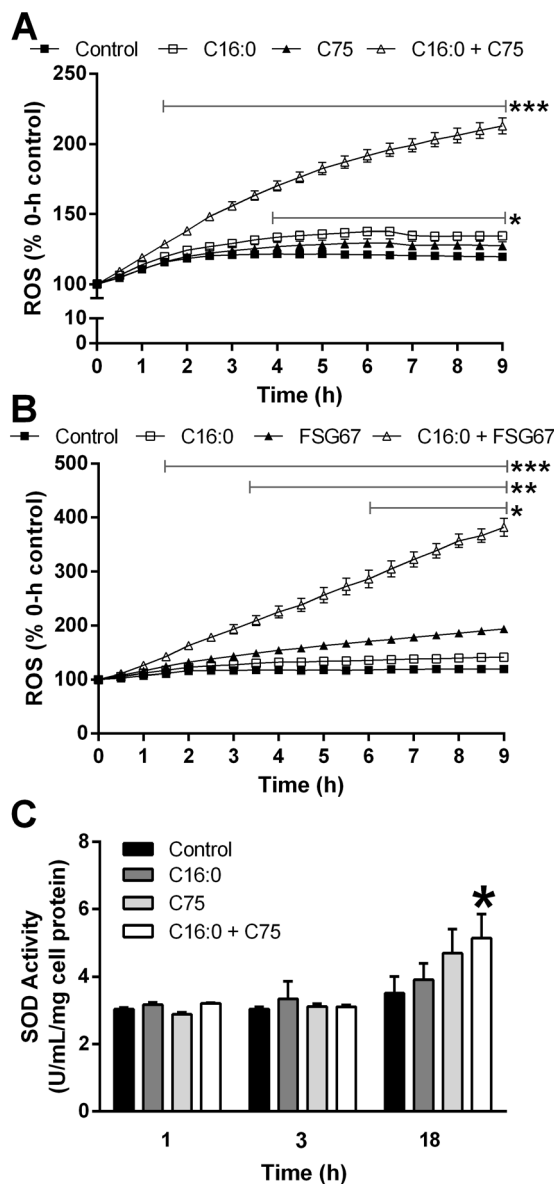 A
Control C16:0 C75 C16:0 + C75
250
***
200
150
*
100
10
0
ROS (% 0-h control)
0 1 2 3 4 5 6 7 8 9
Time (h)
B
Control C16:0 FSG67 C16:0 + FSG67
500
***
**
400
*
300
200
100
0
ROS (% 0-h control)
0 1 2 3 4 5 6 7 8 9
Time (h)
C
8
Control
C16:0
6
C75
C16:0 + C75
*
4
2
0
SOD Activity
(U/mL/mg cell protein)
1 3 18
Time (h)